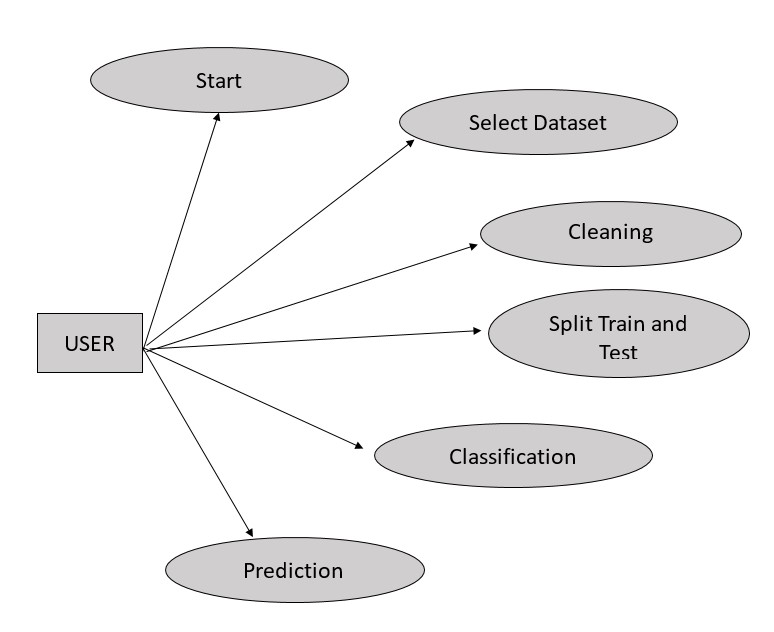 Start
Select Dataset
Cleaning
USER
Split Train and
Test
Classification
Prediction